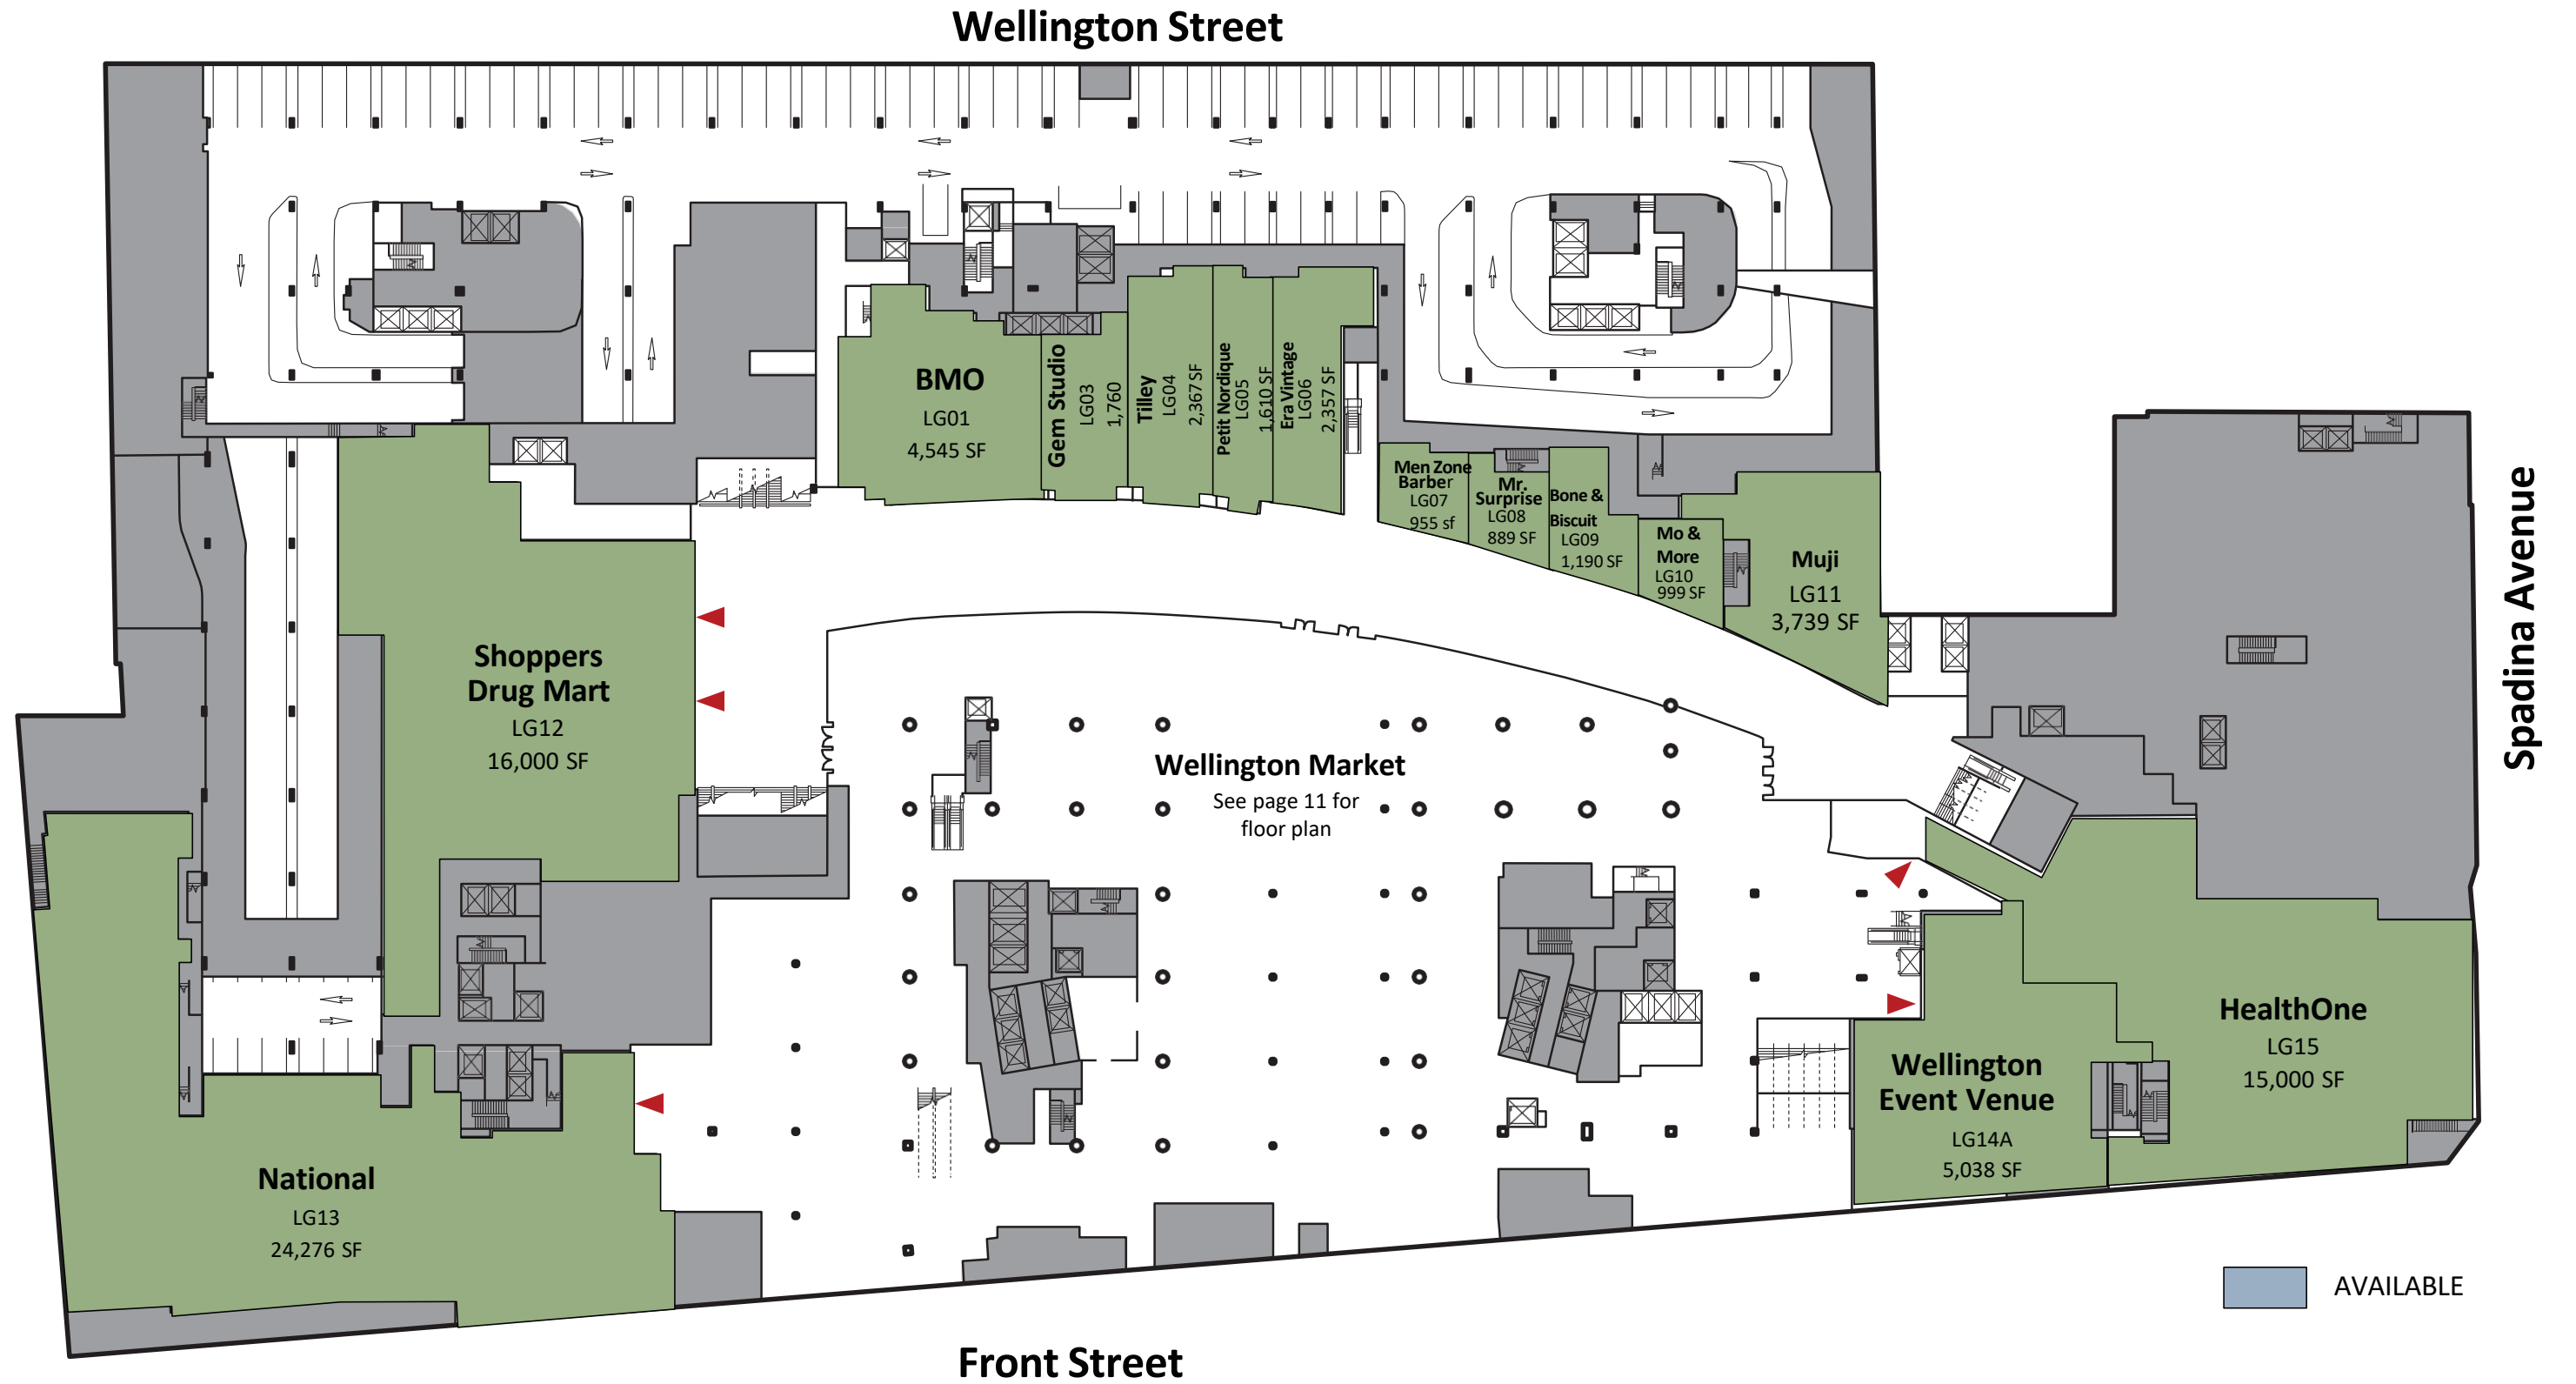 Wellington Street
BMO
LG01
4,545 SF
Gem Studio
LG03
1,760
Tilley
LG04
2,367 SF
Petit Nordique
LG05
1,610 SF
Era Vintage
LG06
2,357 SF
Men Zone
Barber
LG07
955 sf
Mr.
Surprise
LG08
889 SF
Bone &
Biscuit
LG09
1,190 SF
Mo &
More
LG10
999 SF
Muji
LG11
3,739 SF
Spadina Avenue
Shoppers
Drug Mart
LG12
16,000 SF
Wellington Market
See page 11 for
floor plan
HealthOne
LG15
15,000 SF
Wellington
Event Venue
LG14A
5,038 SF
National
LG13
24,276 SF
AVAILABLE
Front Street